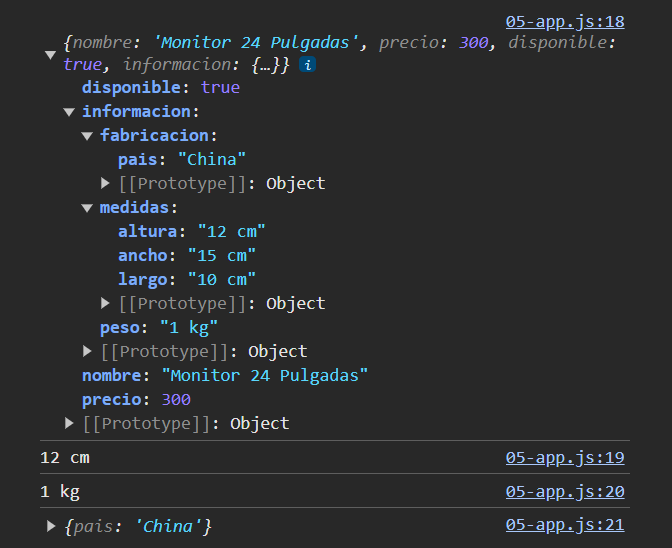 05-app.js:18
{nombre: 'Monitor 24 Pulgadas', precio: 300, disponible:
true, informacion: {…}} i
disponible: true
informacion:
fabricacion:
pais: "China"
[[Prototype]]: Object
medidas:
altura: "12 cm"
ancho: "15 cm"
largo: "10 cm"
[[Prototype]]: Object
peso: "1 kg"
[[Prototype]]: Object
nombre: "Monitor 24 Pulgadas"
precio: 300
[[Prototype]]: Object
12 cm 05-app.js:19
1 kg 05-app.js:20
{pais: 'China'} 05-app.js:21